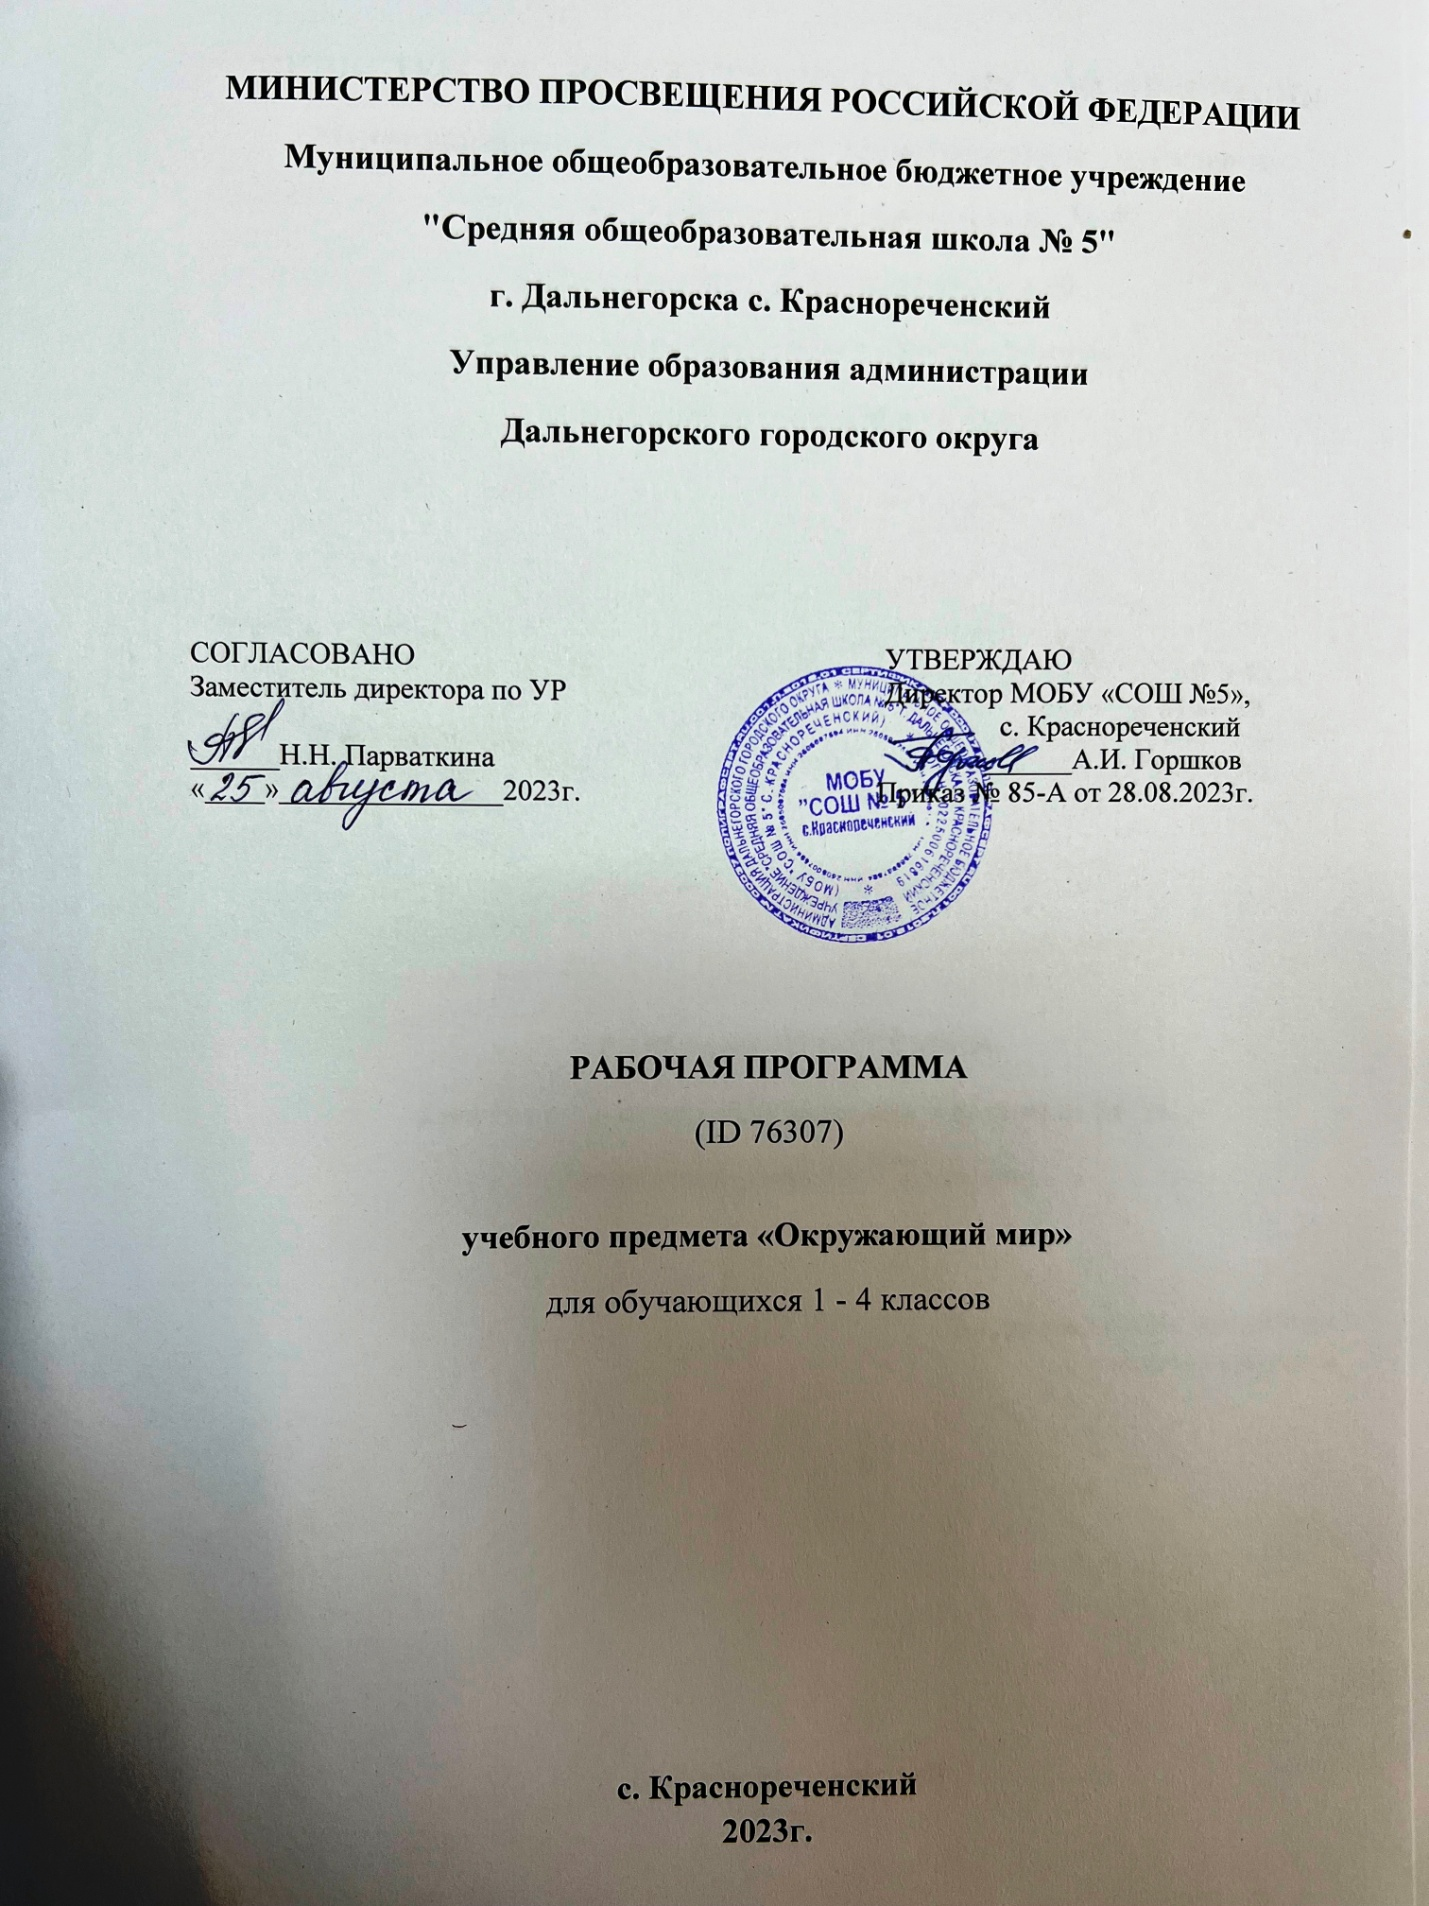 МИНИСТЕРСТВО ПРОСВЕЩЕНИЯ РОССИЙСКОЙ ФЕДЕРАЦИИ
Муниципальное общеобразовательное бюджетное учреждение
"Средняя общеобразовательная школа № 5"
г. Дальнегорска с. Краснореченский
Управление образования администрации
Дальнегорского городского округа
СОГЛАСОВАНО
Заместитель директора по УР
Н.Н. Парваткина
«25» августа 2023г.
УТВЕРЖДАЮ
Директор МОБУ «СОШ №5»,
с. Краснореченский
А.И. Горшков
Приказ № 85-А от 28.08.2023г.
МОБУ
"СОШ № 5
с.Краснореченский
РАБОЧАЯ ПРОГРАММА
(ID 76307)
учебного предмета «Окружающий мир»
для обучающихся 1 - 4 классов
с. Краснореченский
2023г.